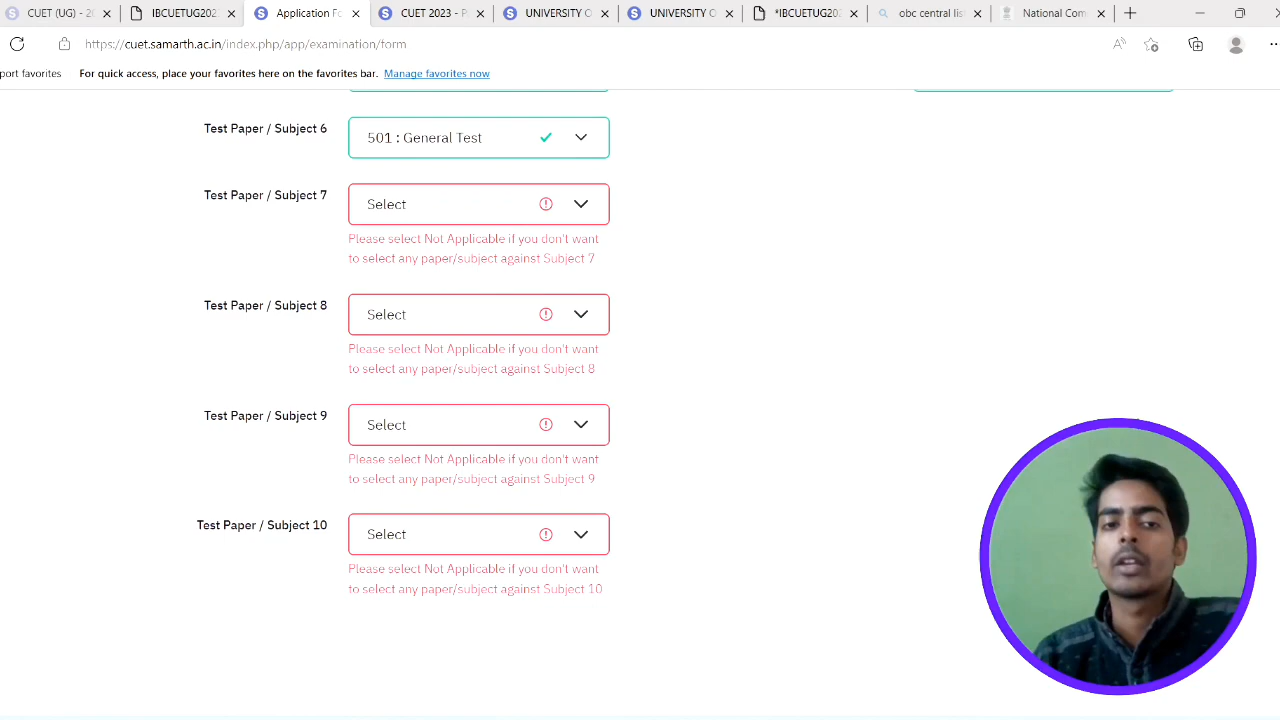 CUET (UG) - 20
IBCUETUG202
Application Fo
CUET 2023 - P
UNIVERSITY O
UNIVERSITY O
*IBCUETUG202
obc central list
National Com
https://cuet.samarth.ac.in/index.php/app/examination/form
port favorites
For quick access, place your favorites here on the favorites bar. Manage favorites now
Test Paper / Subject 6
501 : General Test
Test Paper / Subject 7
Select
Please select Not Applicable if you don't want
to select any paper/subject against Subject 7
Test Paper / Subject 8
Select
Please select Not Applicable if you don't want
to select any paper/subject against Subject 8
Test Paper / Subject 9
Select
Please select Not Applicable if you don't want
to select any paper/subject against Subject 9
Test Paper / Subject 10
Select
Please select Not Applicable if you don't want
to select any paper/subject against Subject 10